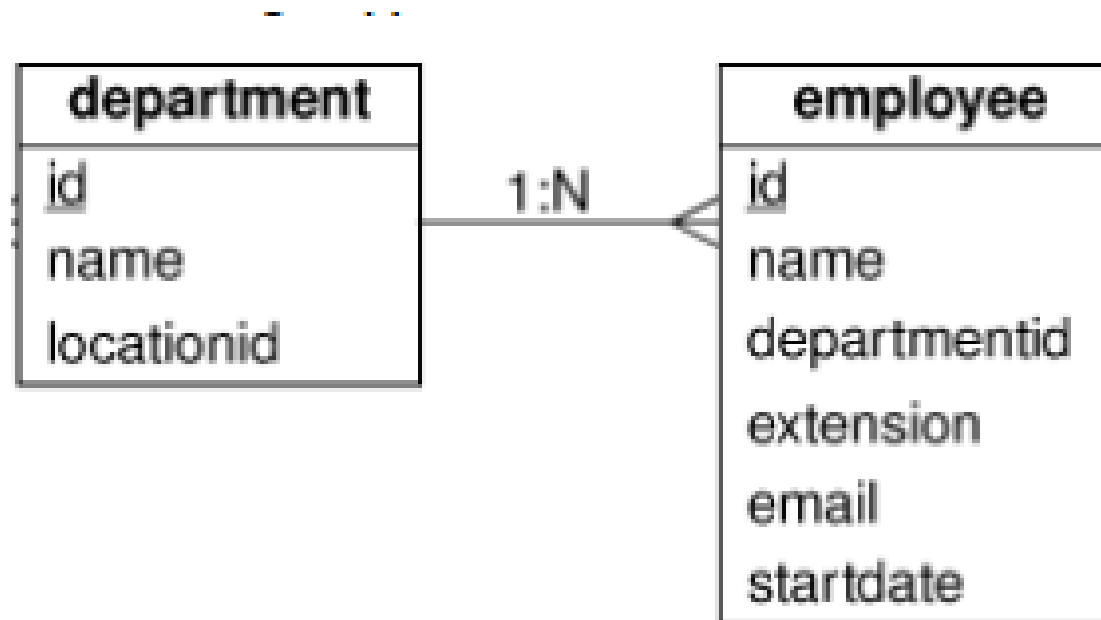 department
id
name
locationid
1:N
employee
id
name
departmentid
extension
email
startdate